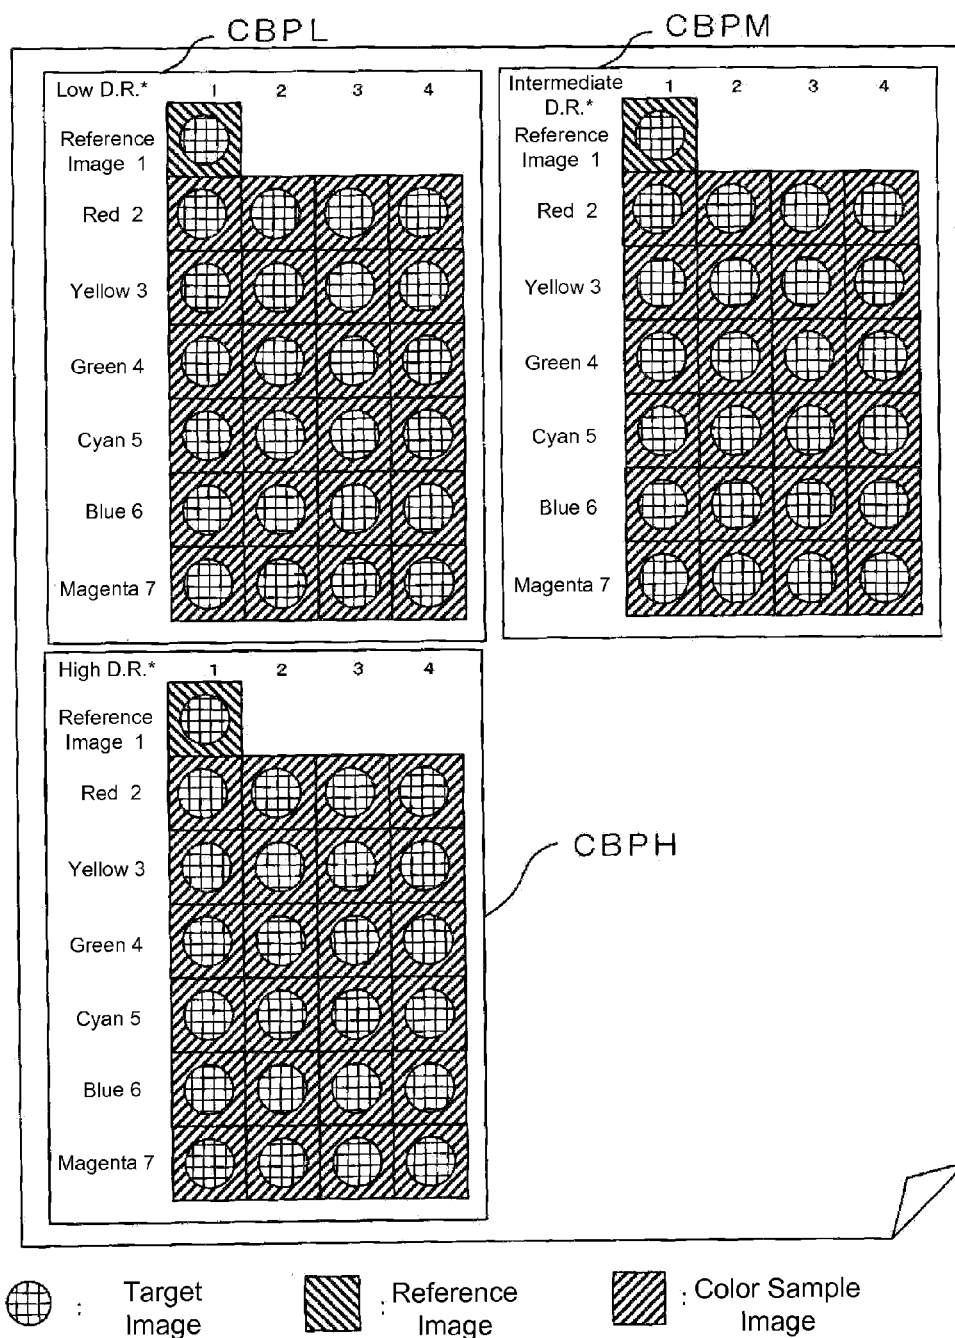 CBPL
CBPM
Low D.R.* 1 2 3 4
Reference
Image 1
Red 2
Yellow 3
Green 4
Cyan 5
Blue 6
Magenta 7
Intermediate 1 2 3 4
D.R.*
Reference
Image 1
Red 2
Yellow 3
Green 4
Cyan 5
Blue 6
Magenta 7
High D.R.* 1 2 3 4
Reference
Image 1
Red 2
Yellow 3
Green 4
Cyan 5
Blue 6
Magenta 7
CBPH
: Target
Image
: Reference
Image
: Color Sample
Image